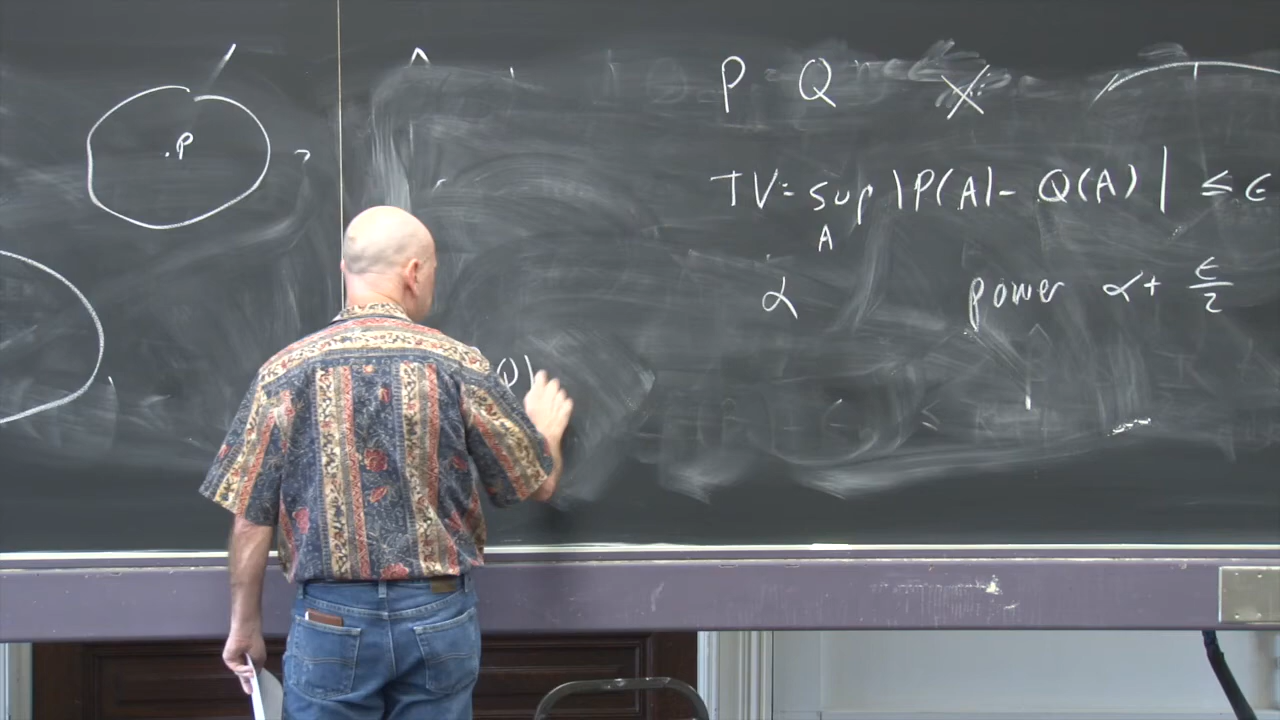 .P
P Q X
TV = sup |P(A) - Q(A)| ≤ ϵ
A
α power α + ϵ/2
Q)